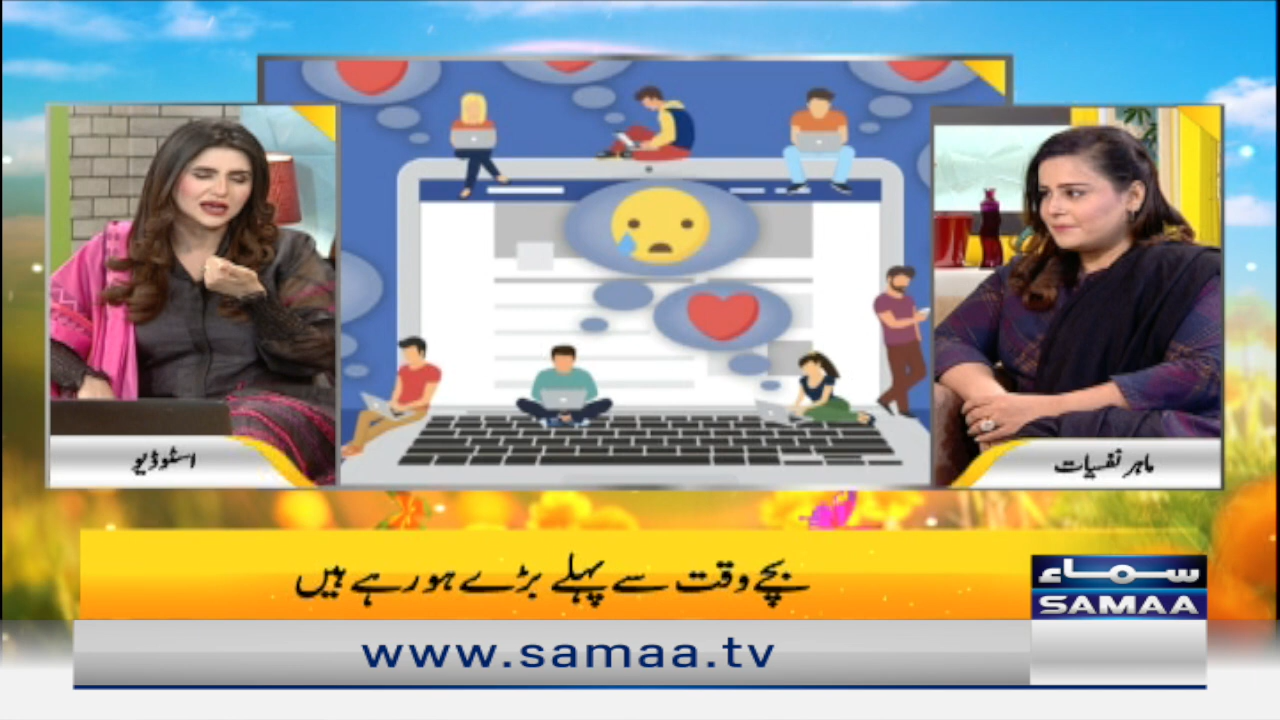 اسٹوڈیو
ماہر نفسیات
بچے وقت سے پہلے بڑے ہو رہے ہیں
سماء
SAMAA
www.samaa.tv